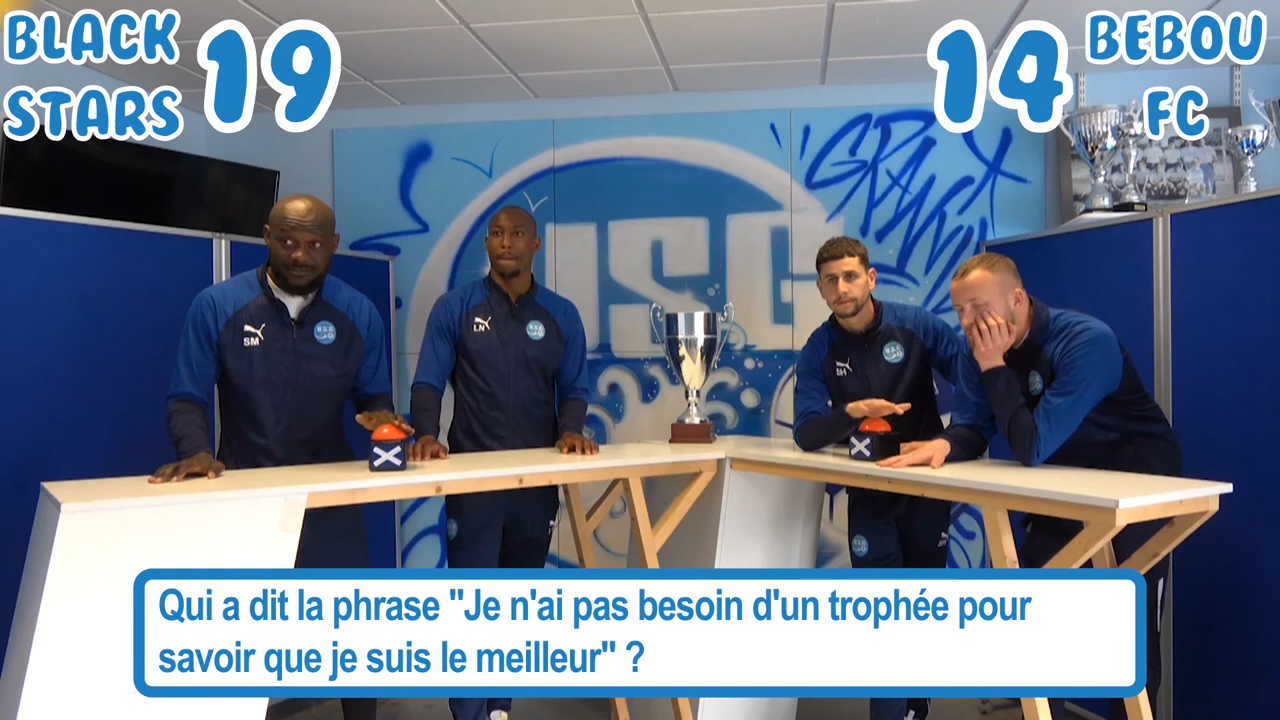 BLACK
STARS
19
14
BEBOU
FC
USG
SM
LN
Qui a dit la phrase "Je n'ai pas besoin d'un trophée pour
savoir que je suis le meilleur" ?